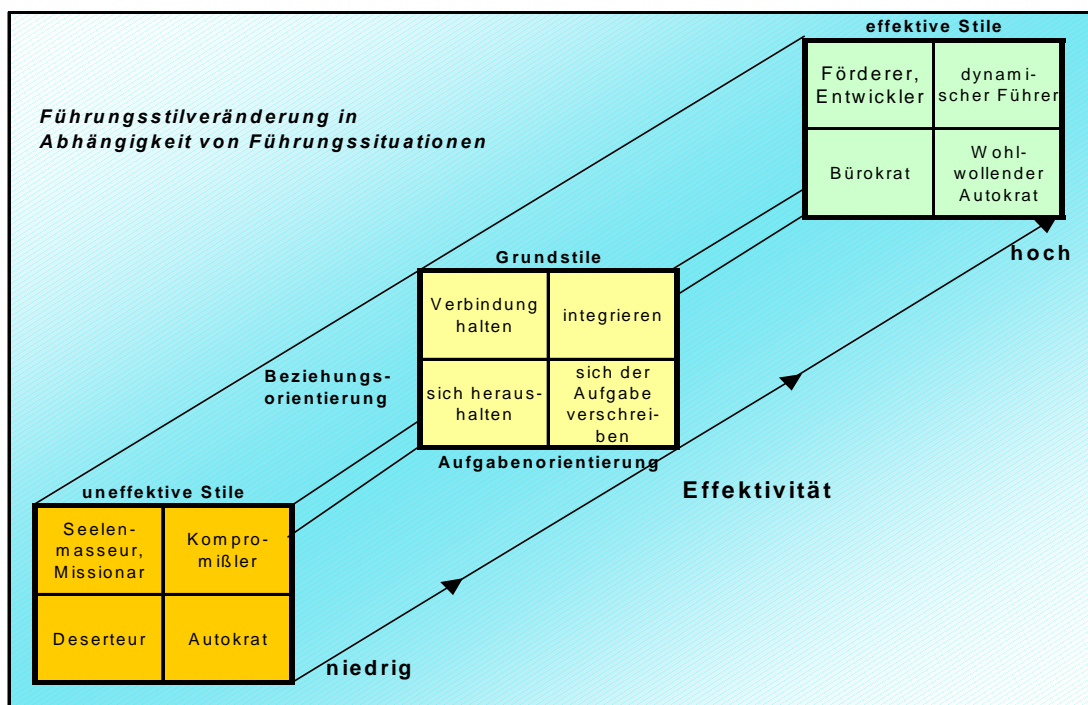 effektive Stile
Förderer,
Entwickler
dynami-
scher Führer
Bürokrat
Wohl-
wollender
Autokrat
hoch
Führungsstilveränderung in
Abhängigkeit von Führungssituationen
Grundstile
Verbindung
halten
integrieren
sich heraus-
halten
sich der
Aufgabe
verschrei-
ben
Beziehungs-
orientierung
Aufgabenorientierung
Effektivität
uneffektive Stile
Seelen-
masseur,
Missionar
Kompro-
mißler
Deserteur
Autokrat
niedrig